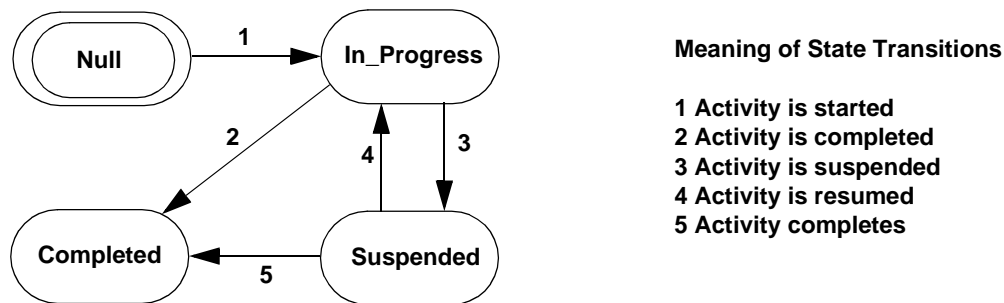 Null
1
In_Progress
2
4
3
Completed
5
Suspended
Meaning of State Transitions
1 Activity is started
2 Activity is completed
3 Activity is suspended
4 Activity is resumed
5 Activity completes